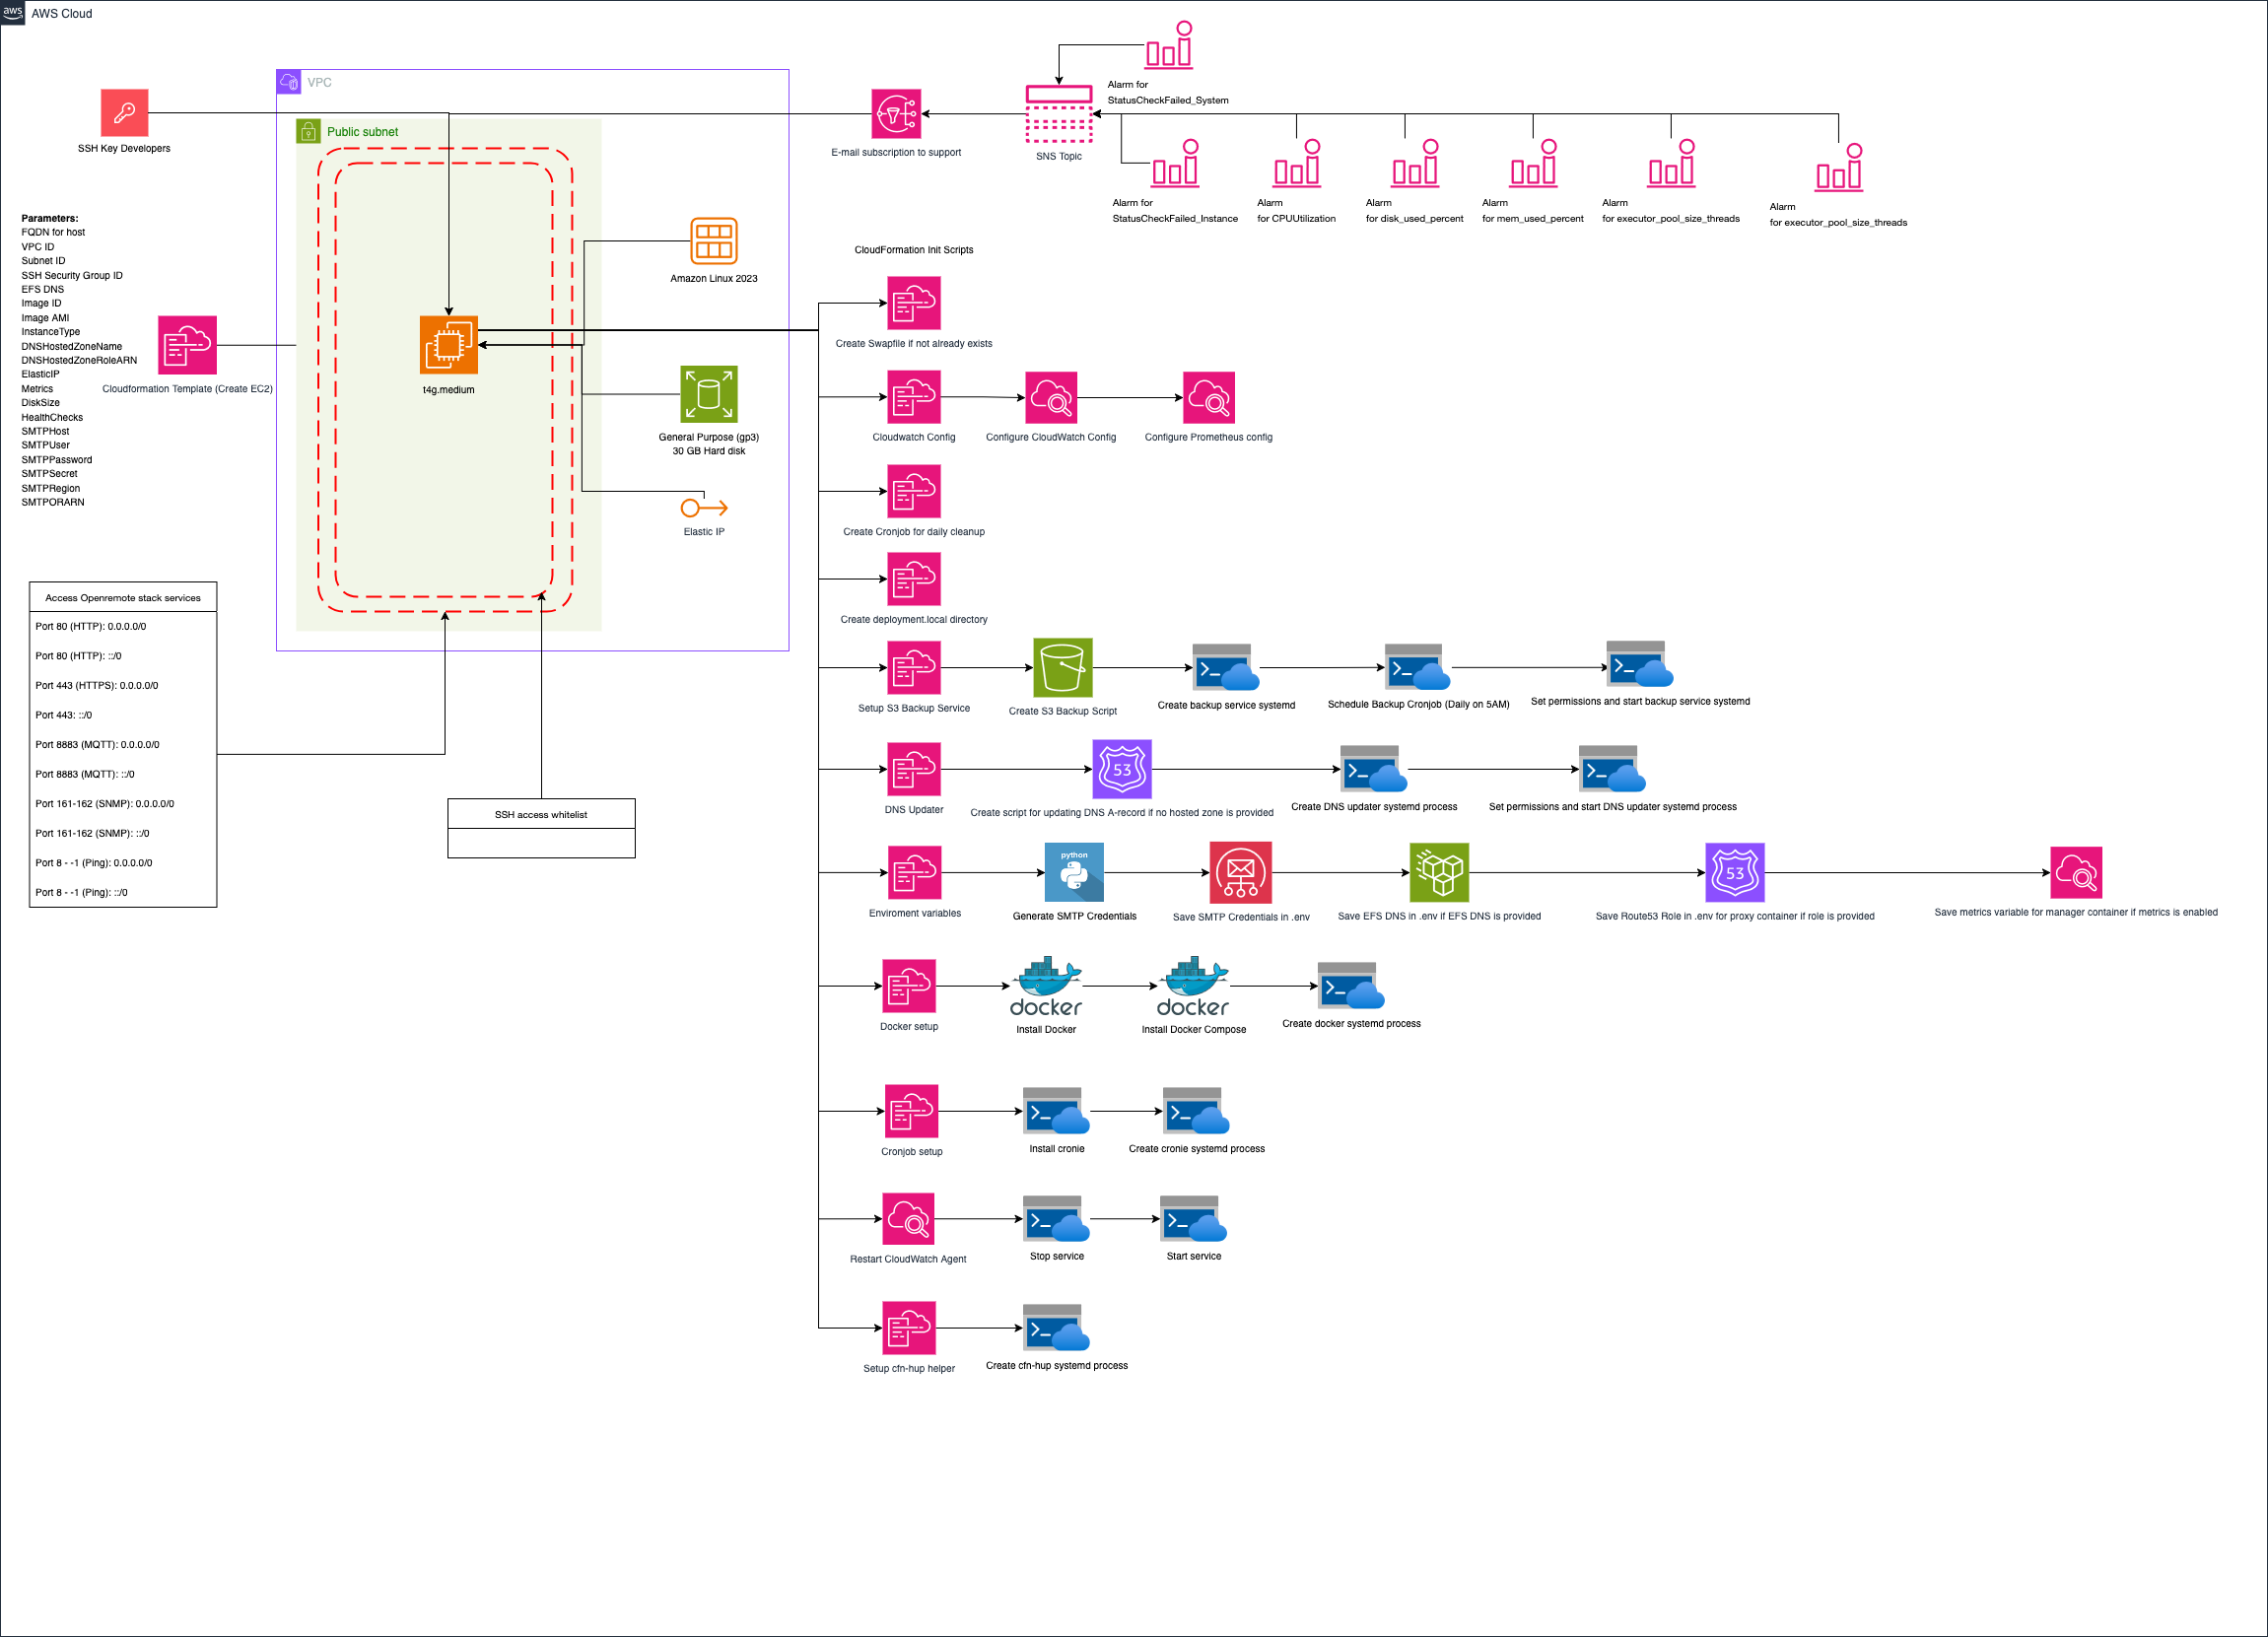 aws
AWS Cloud
VPC
SSH Key Developers
Public subnet
E-mail subscription to support
SNS Topic
Alarm for
StatusCheckFailed_System
Alarm for
StatusCheckFailed_Instance
Alarm
for CPUUtilization
Alarm
for disk_used_percent
Alarm
for mem_used_percent
Alarm
for executor_pool_size_threads
Alarm
for executor_pool_size_threads
Parameters:
FQDN for host
VPC ID
Subnet ID
SSH Security Group ID
EFS DNS
Image ID
Image AMI
InstanceType
DNSHostedZoneName
DNSHostedZoneRoleARN
ElasticIP
Metrics
DiskSize
HealthChecks
SMTPHost
SMTPUser
SMTPPassword
SMTPSecret
SMTPRegion
SMTPORARN
Cloudformation Template (Create EC2)
t4g.medium
Amazon Linux 2023
General Purpose (gp3)
30 GB Hard disk
Elastic IP
CloudFormation Init Scripts
Create Swapfile if not already exists
Cloudwatch Config
Configure CloudWatch Config
Configure Prometheus config
Create Cronjob for daily cleanup
Create deployment.local directory
Access Openremote stack services
Port 80 (HTTP): 0.0.0.0/0
Port 80 (HTTP): ::/0
Port 443 (HTTPS): 0.0.0.0/0
Port 443: ::/0
Port 8883 (MQTT): 0.0.0.0/0
Port 8883 (MQTT): ::/0
Port 161-162 (SNMP): 0.0.0.0/0
Port 161-162 (SNMP): ::/0
Port 8 - -1 (Ping): 0.0.0.0/0
Port 8 - -1 (Ping): ::/0
SSH access whitelist
Setup S3 Backup Service
Create S3 Backup Script
Create backup service systemd
Schedule Backup Cronjob (Daily on 5AM)
Set permissions and start backup service systemd
53
DNS Updater
Create script for updating DNS A-record if no hosted zone is provided
Create DNS updater systemd process
Set permissions and start DNS updater systemd process
python
53
Enviroment variables
Generate SMTP Credentials
Save SMTP Credentials in .env
Save EFS DNS in .env if EFS DNS is provided
Save Route53 Role in .env for proxy container if role is provided
Save metrics variable for manager container if metrics is enabled
docker
docker
Docker setup
Install Docker
Install Docker Compose
Create docker systemd process
Cronjob setup
Install cronie
Create cronie systemd process
Restart CloudWatch Agent
Stop service
Start service
Setup cfn-hup helper
Create cfn-hup systemd process